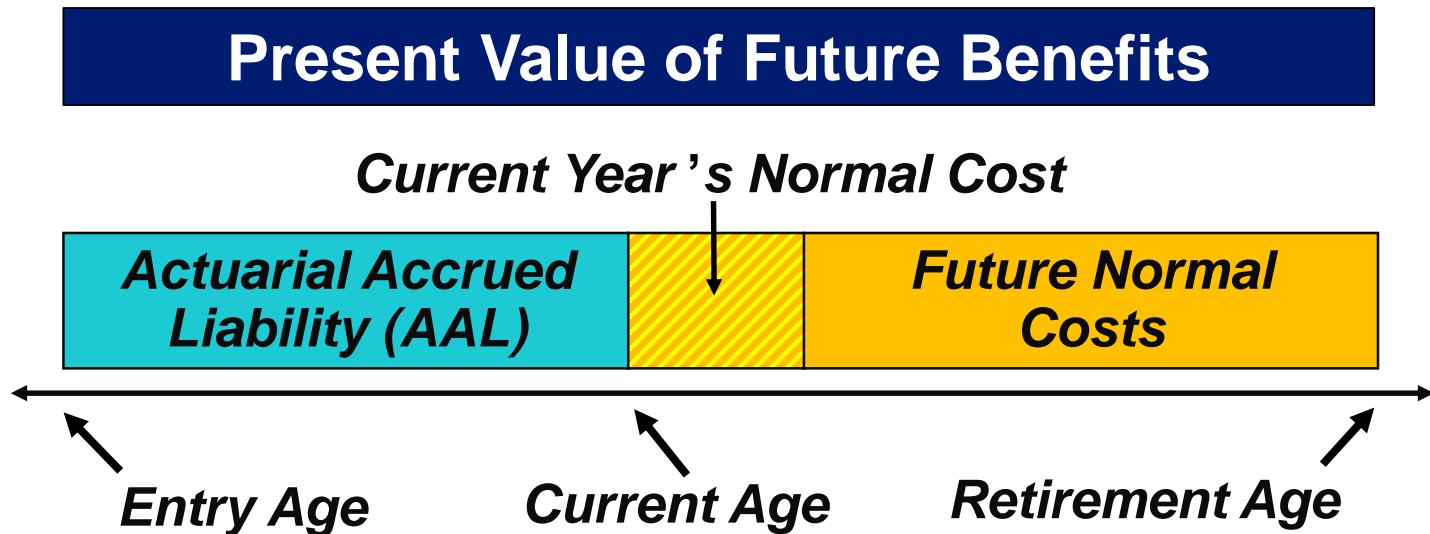 Present Value of Future Benefits
Current Year's Normal Cost
Actuarial Accrued
Liability (AAL)
Future Normal
Costs
Entry Age
Current Age
Retirement Age